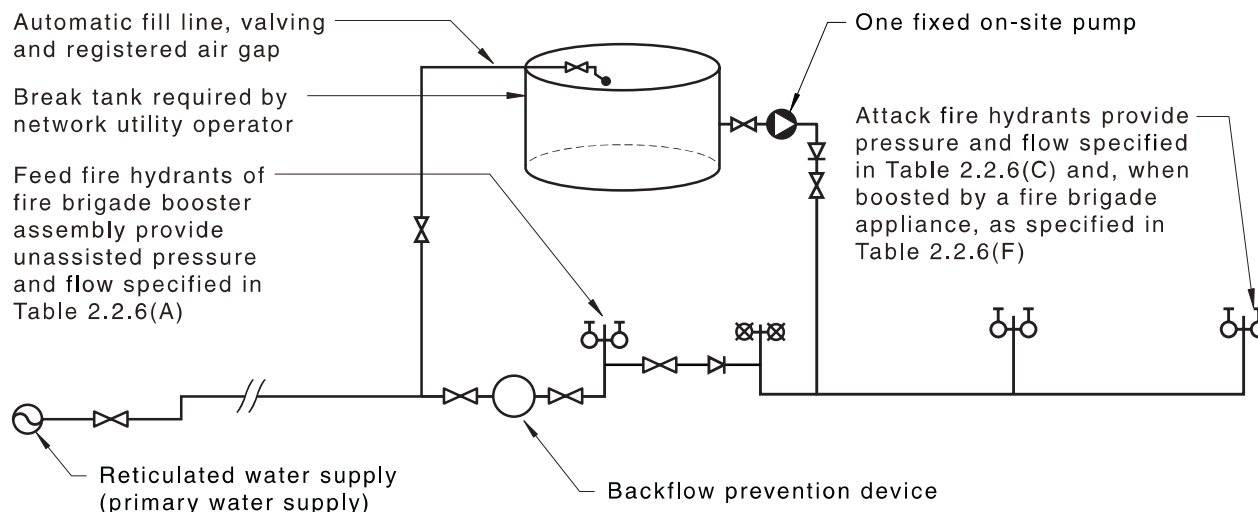 Automatic fill line, valving
and registered air gap
Break tank required by
network utility operator
Feed fire hydrants of
fire brigade booster
assembly provide
unassisted pressure
and flow specified in
Table 2.2.6(A)
One fixed on-site pump
Attack fire hydrants provide
pressure and flow specified
in Table 2.2.6(C) and, when
boosted by a fire brigade
appliance, as specified in
Table 2.2.6(F)
Reticulated water supply
(primary water supply)
Backflow prevention device